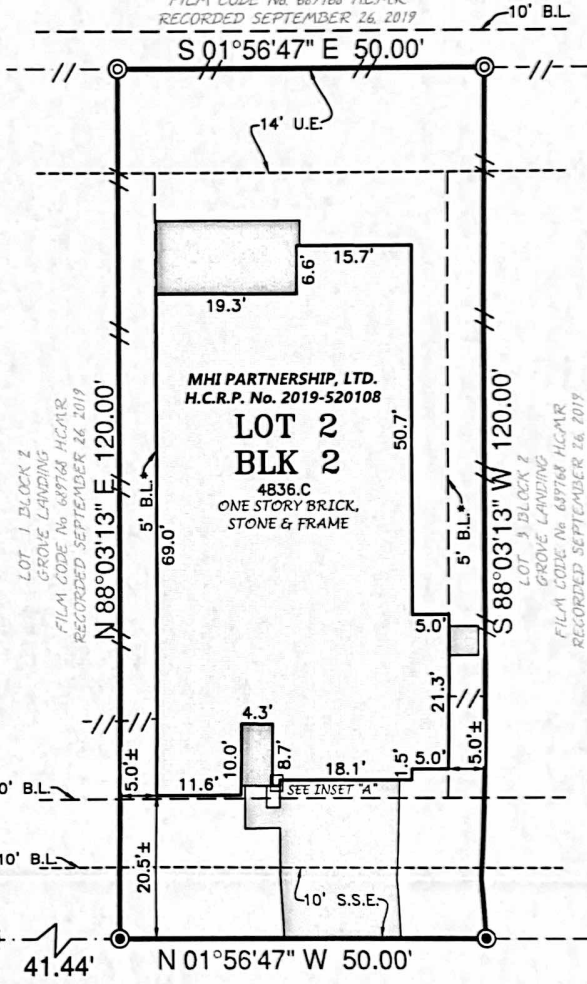 RECORDED SEPTEMBER 26, 2019
10' B.L.
S 01°56'47" E 50.00'
14' U.E.
15.7'
6.6'
19.3'
MHI PARTNERSHIP, LTD.
H.C.R.P. No. 2019-520108
LOT 2
BLK 2
4836.C
ONE STORY BRICK,
STONE & FRAME
50.7'
5' B.L.*
69.0'
N 88°03'13" E 120.00'
LOT 1 BLOCK 2
GROVE LANDING
FILM CODE No. 689768 HCMR
RECORDED SEPTEMBER 26 2019
5' B.L.*
S 88°03'13" W 120.00'
LOT 3 BLOCK 2
GROVE LANDING
FILM CODE No. 689768 HCMR
RECORDED SEPTEMBER 26, 2019
5.0'
21.3'
4.3'
10.0'
8.7'
18.1'
1.5'
5.0'
5.0'±
5.0'±
11.6'
SEE INSET "A"
0' B.L.
20.5'±
10' B.L.
10' S.S.E.
41.44'
N 01°56'47" W 50.00'